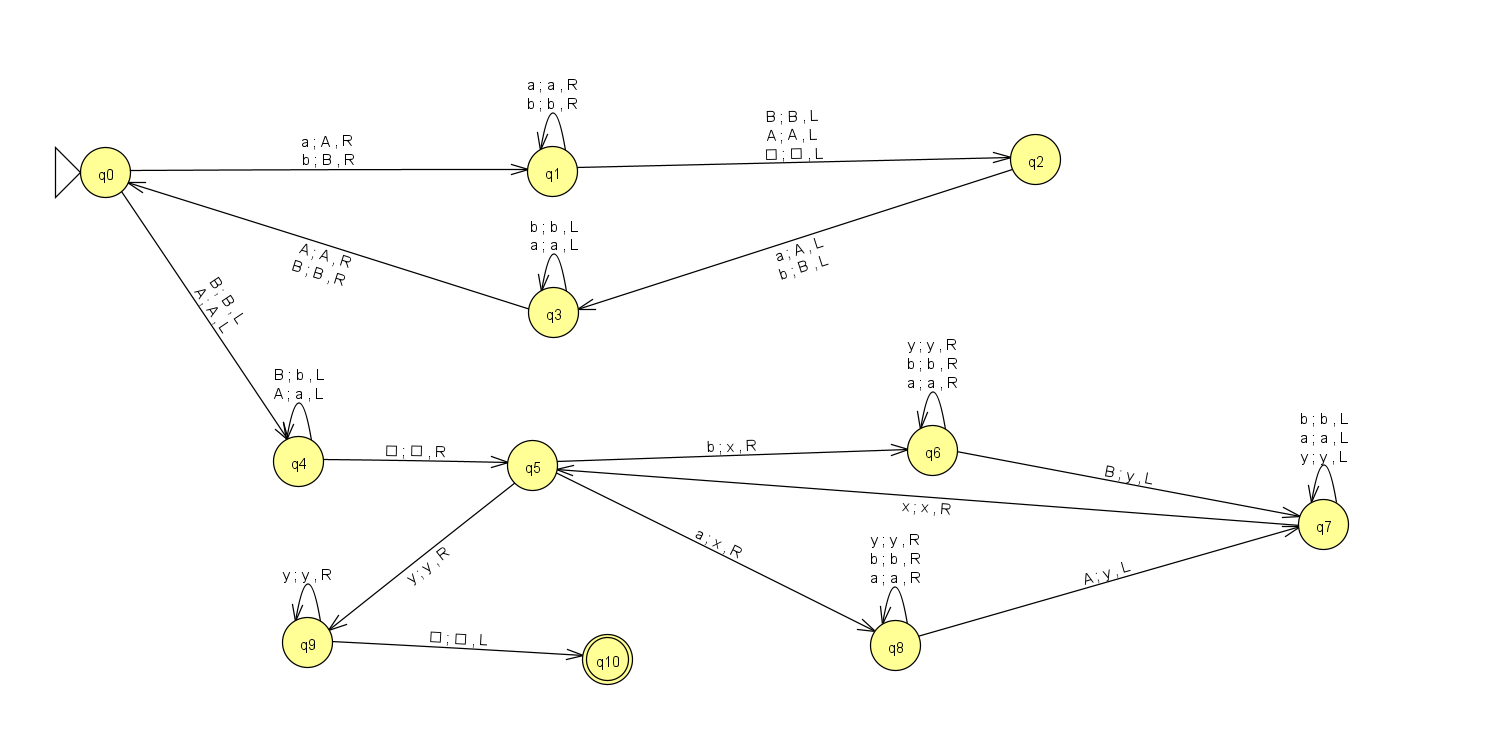 a ; a , R
b ; b , R
B ; B , L
A ; A , L
□ ; □ , L
a ; A , R
b ; B , R
q0
q1
q2
b ; b , L
a ; a , L
a ; A , L
b ; B , L
A ; A , R
B ; B , R
q3
B ; B , L
A ; A , L
y ; y , R
b ; b , R
a ; a , R
B ; b , L
A ; a , L
q4
□ ; □ , R
q5
b ; x , R
q6
B ; y , L
b ; b , L
a ; a , L
y ; y , L
q7
x ; x , R
a ; x , R
y ; y , R
b ; b , R
a ; a , R
A ; y , L
q8
y ; y , R
y ; y , R
q9
□ ; □ , L
q10